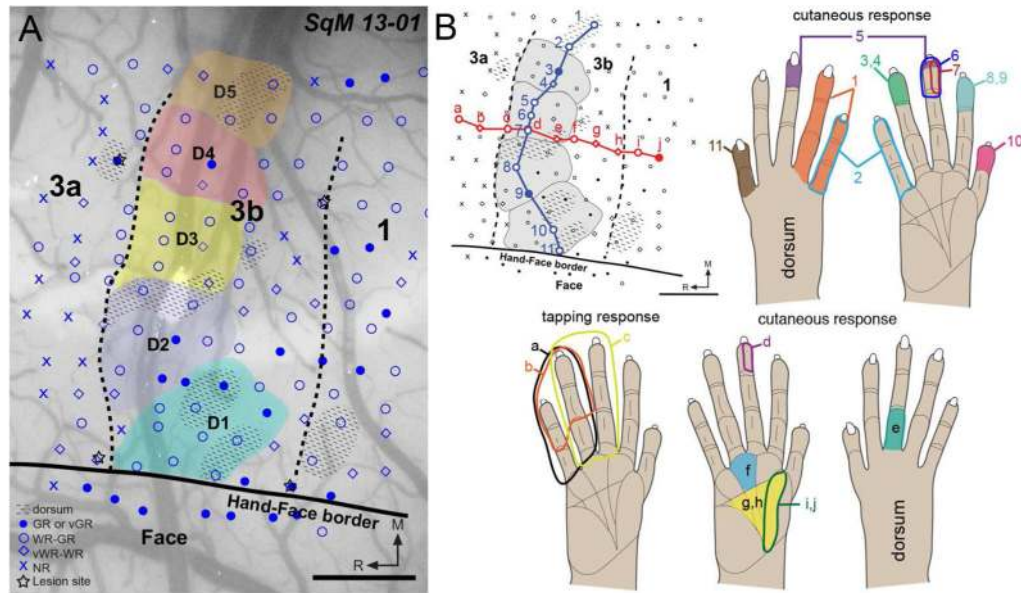 A
SqM 13-01
D5
D4
3a
3b
D3
1
D2
D1
Hand-Face border
Face
dorsum
GR or vGR
WR-GR
vWR-WR
NR
Lesion site
M
R
B
1
2
3a
3
3b
4
1
5
a
6
b
c
7
d
e
f
g
h
i
j
8
9
10
11
Hand-Face border
Face
M
R
cutaneous response
5
6
7
3,4
1
8,9
11
2
10
dorsum
tapping response
a
b
c
cutaneous response
d
e
f
g,h
i,j
dorsum